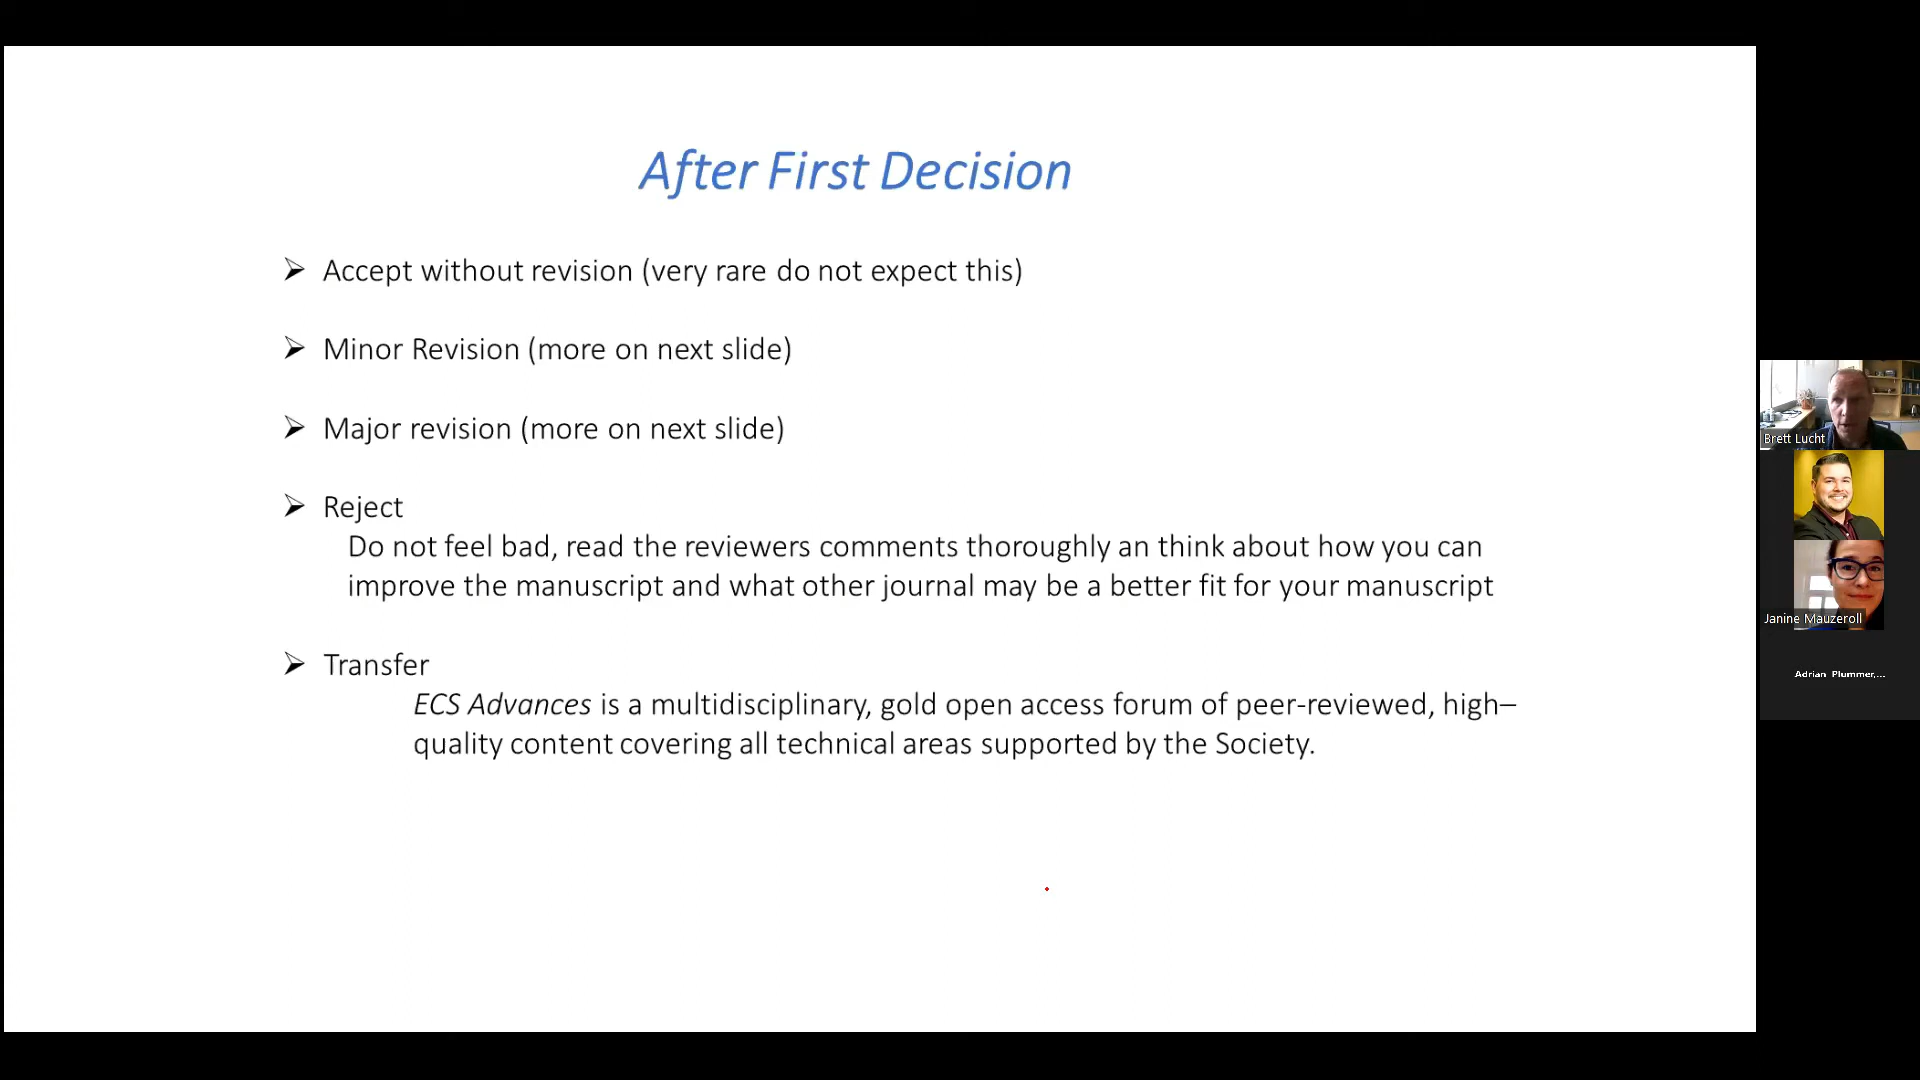 After First Decision
Accept without revision (very rare do not expect this)
Minor Revision (more on next slide)
Major revision (more on next slide)
Reject
Do not feel bad, read the reviewers comments thoroughly an think about how you can
improve the manuscript and what other journal may be a better fit for your manuscript
Transfer
ECS Advances is a multidisciplinary, gold open access forum of peer-reviewed, high–
quality content covering all technical areas supported by the Society.
Brett Lucht
Janine Mauzeroll
Adrian Plummer,...